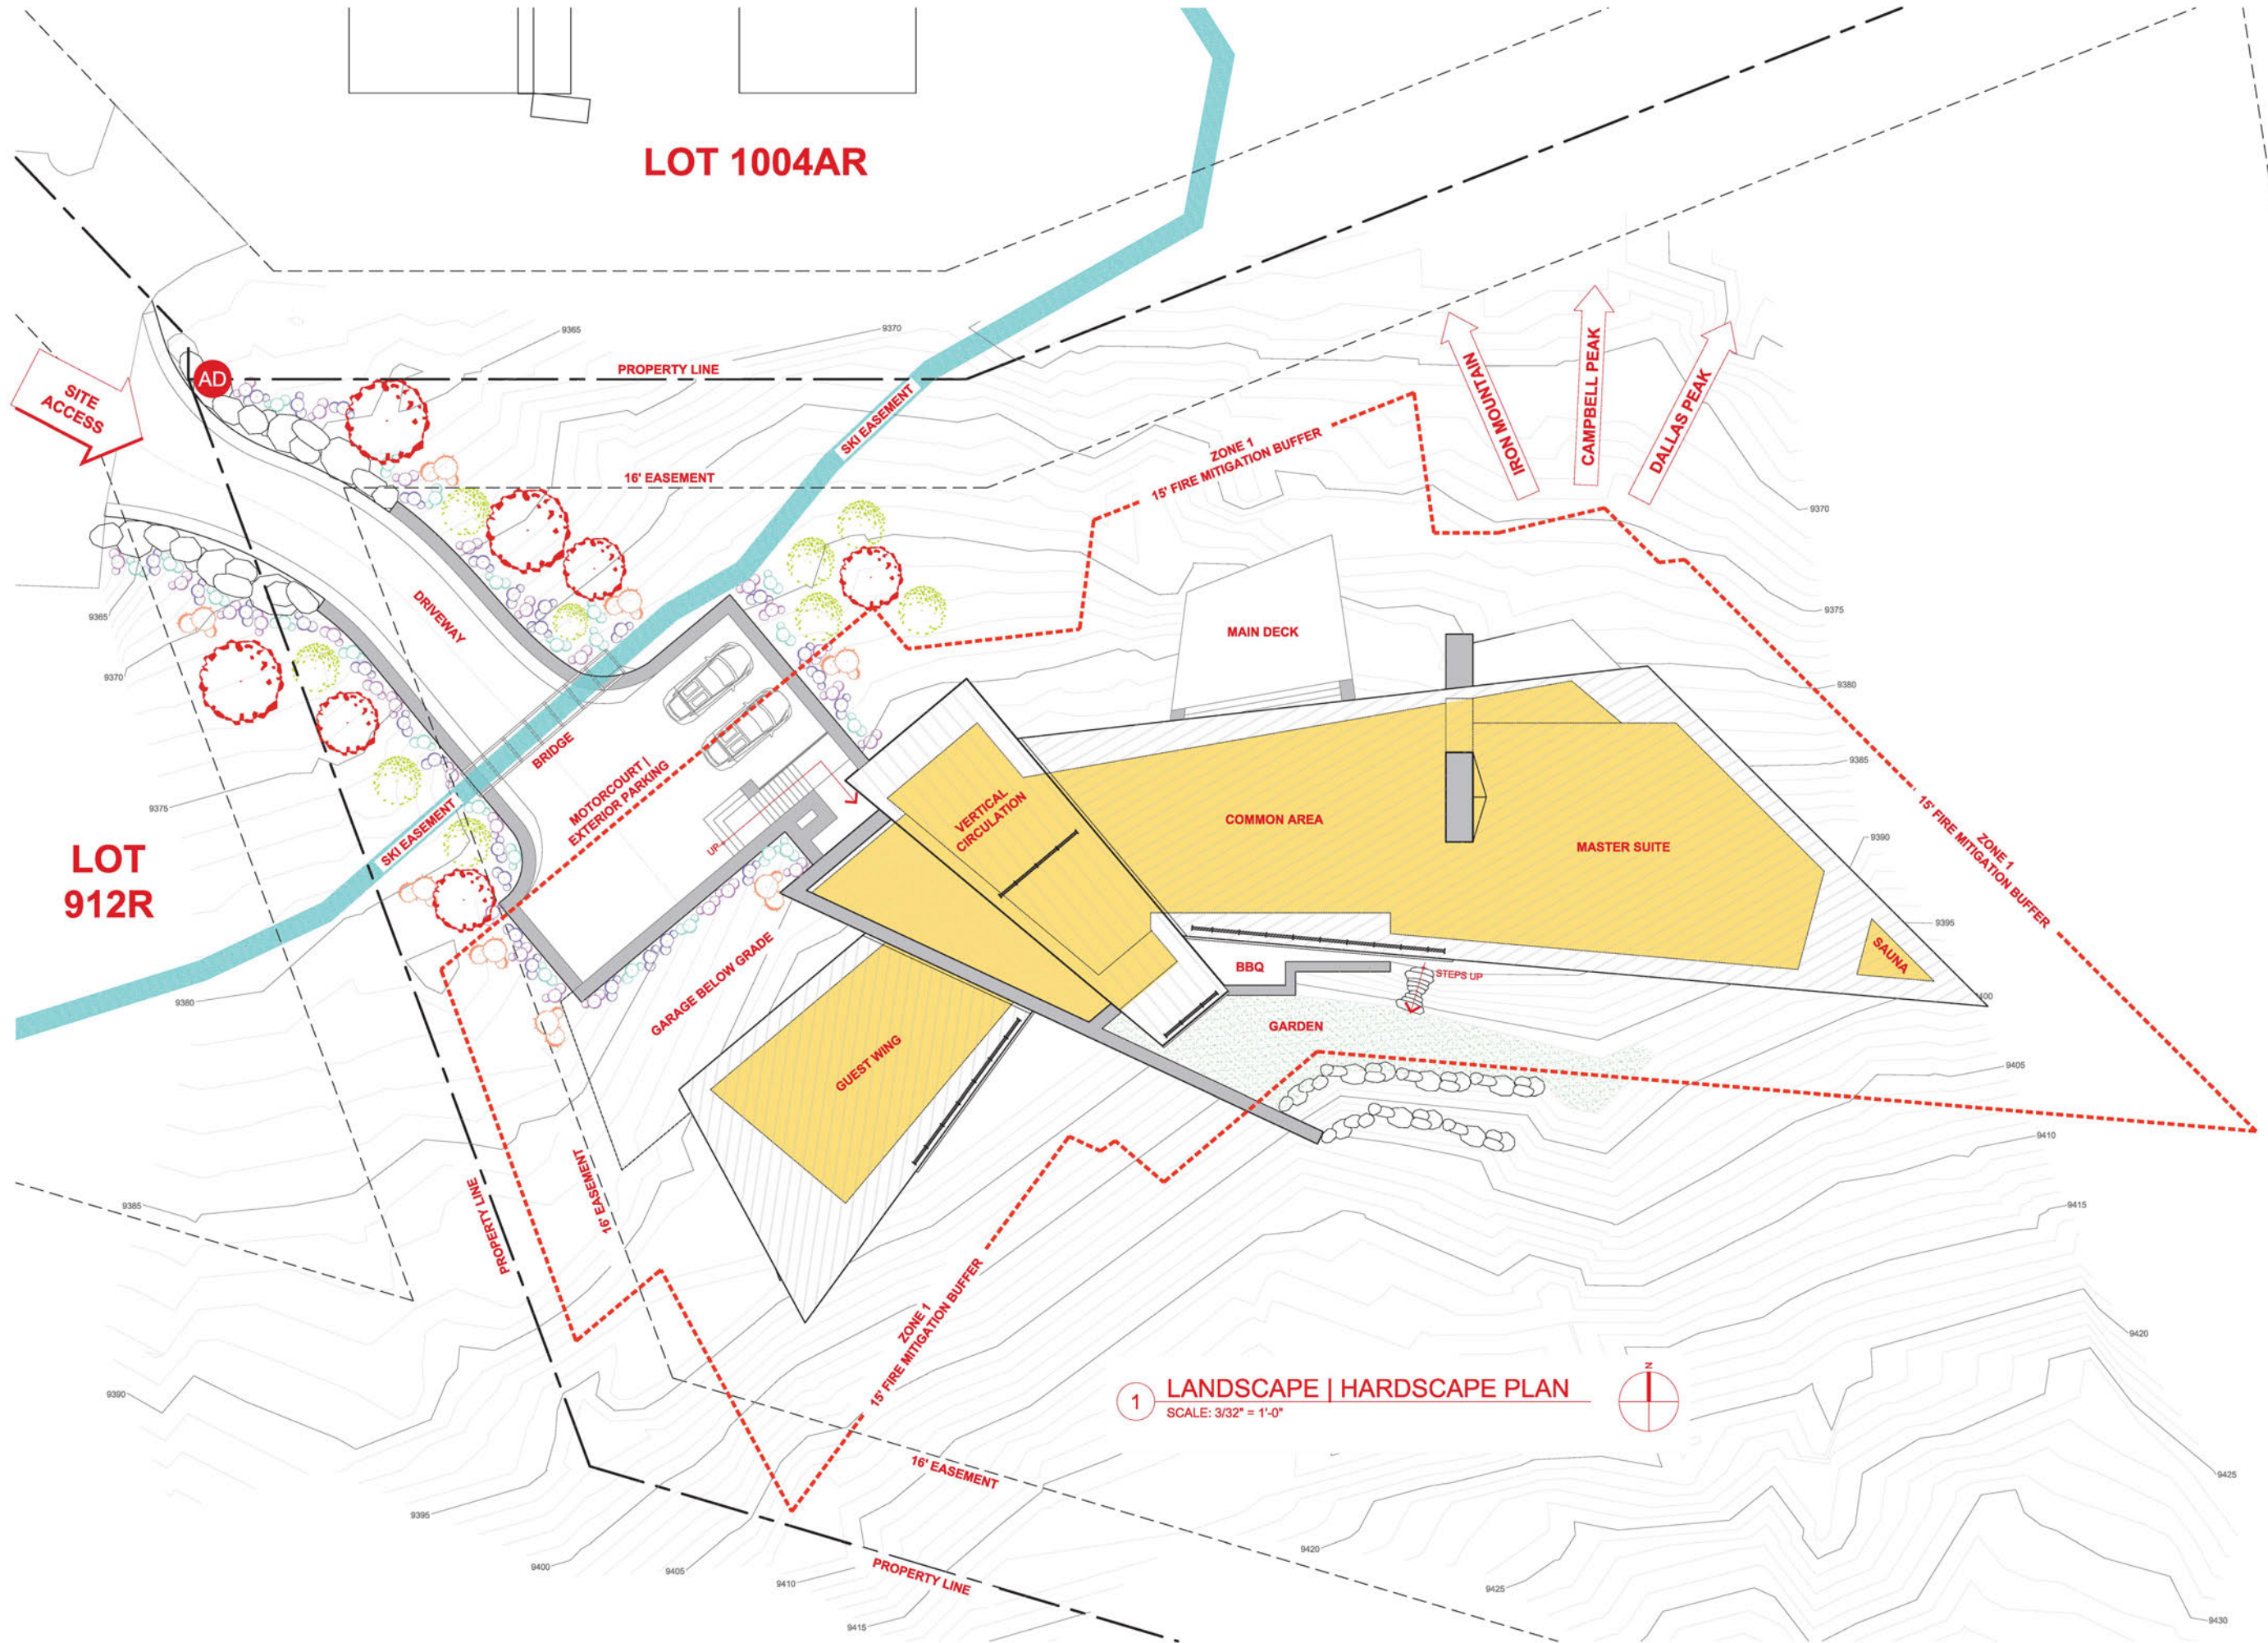 LOT 1004AR
9365
9370
PROPERTY LINE
AD
SITE
ACCESS
SKI EASEMENT
16' EASEMENT
ZONE 1
15' FIRE MITIGATION BUFFER
IRON MOUNTAIN
CAMPBELL PEAK
DALLAS PEAK
9370
9375
9380
9385
9390
9395
400
9405
9410
9415
9420
9425
9430
9365
9370
9375
9380
9385
9390
9395
9400
9405
9410
9415
9420
9425
DRIVEWAY
BRIDGE
MOTORCOURT |
EXTERIOR PARKING
UP
SKI EASEMENT
LOT
912R
MAIN DECK
VERTICAL
CIRCULATION
COMMON AREA
MASTER SUITE
SAUNA
BBQ
STEPS UP
GARDEN
GARAGE BELOW GRADE
GUEST WING
ZONE 1
15' FIRE MITIGATION BUFFER
PROPERTY LINE
16' EASEMENT
ZONE 1
15' FIRE MITIGATION BUFFER
16' EASEMENT
PROPERTY LINE
1
LANDSCAPE | HARDSCAPE PLAN
SCALE: 3/32" = 1'-0"
N